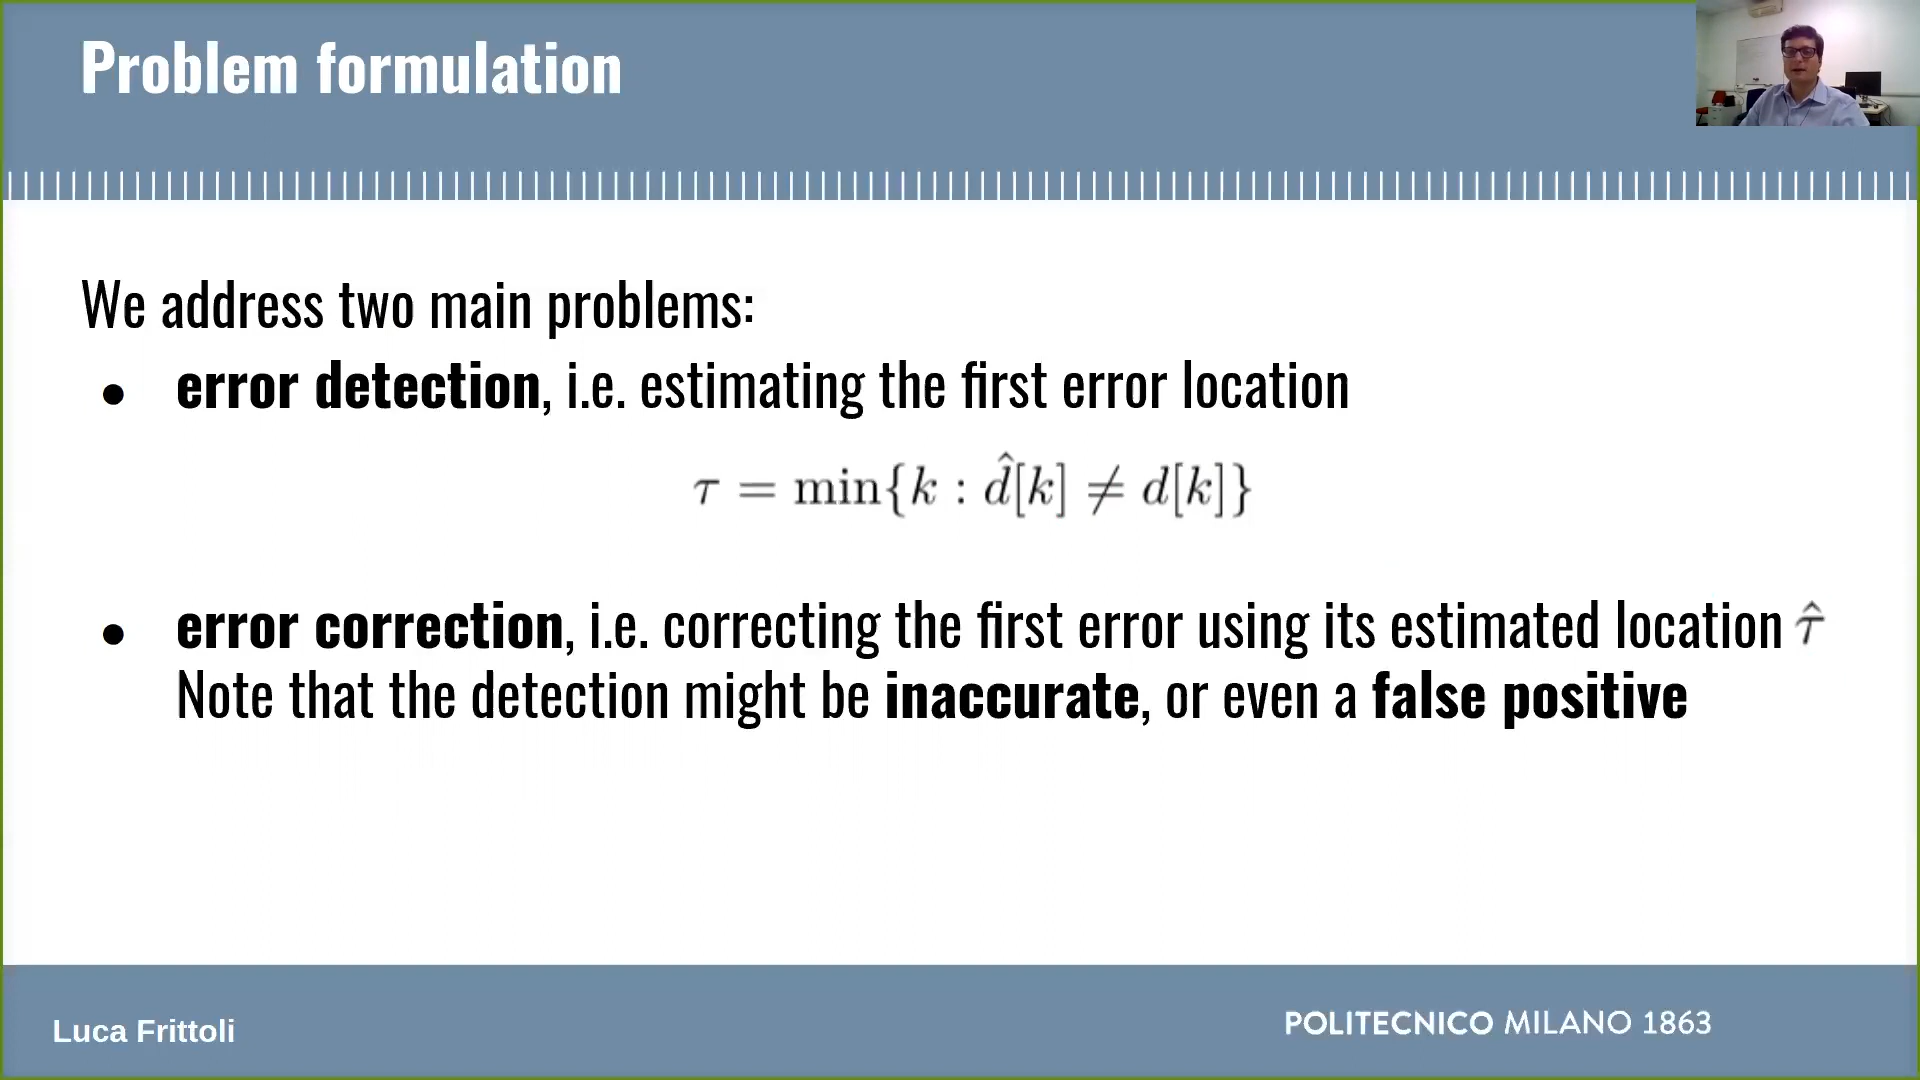 Problem formulation
We address two main problems:
● error detection, i.e. estimating the first error location
τ = min{k : d̂[k] ≠ d[k]}
● error correction, i.e. correcting the first error using its estimated location τ̂
Note that the detection might be inaccurate, or even a false positive
Luca Frittoli
POLITECNICO MILANO 1863